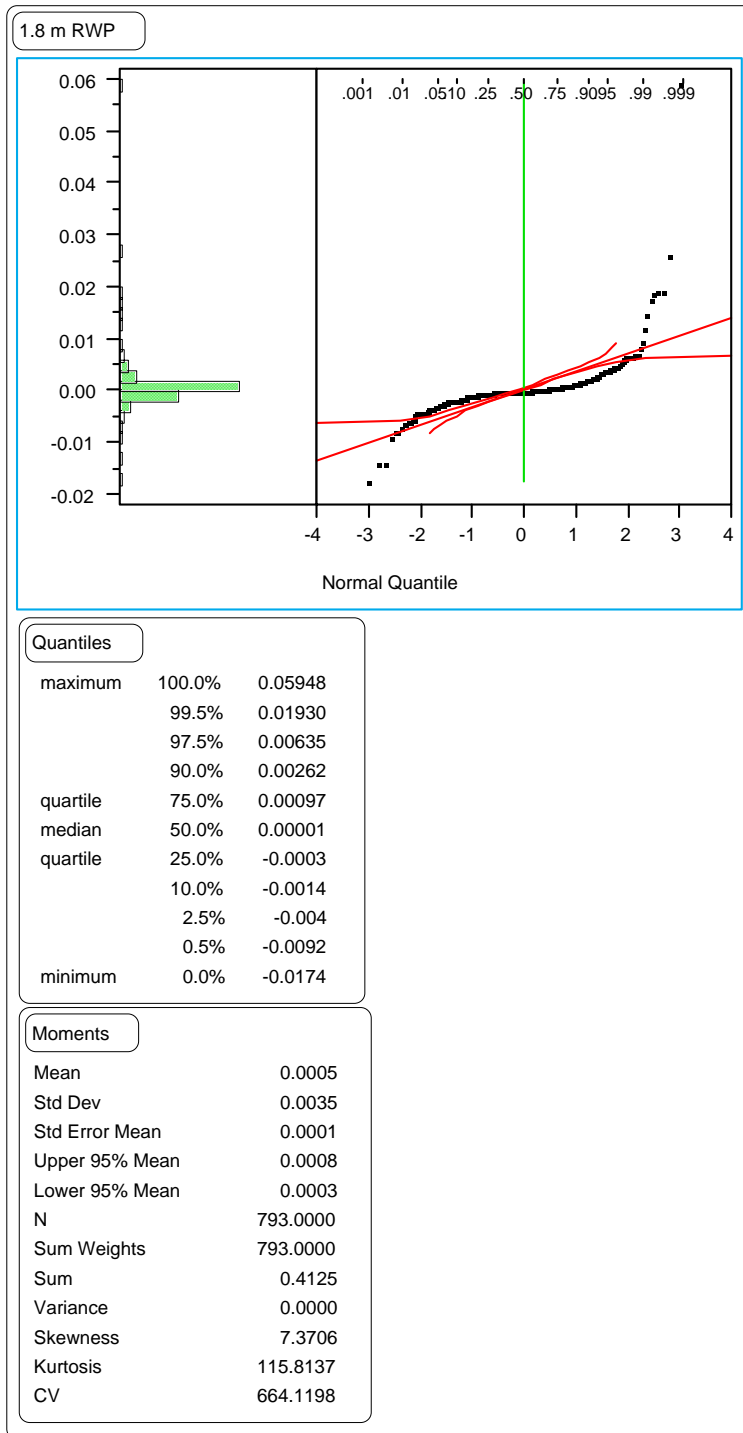 1.8 m RWP
0.06
0.05
0.04
0.03
0.02
0.01
0.00
-0.01
-0.02
.001 .01 .0510 .25 .50 .75 .9095 .99 .999
-4 -3 -2 -1 0 1 2 3 4
Normal Quantile
Quantiles
maximum 100.0% 0.05948
99.5% 0.01930
97.5% 0.00635
90.0% 0.00262
quartile 75.0% 0.00097
median 50.0% 0.00001
quartile 25.0% -0.0003
10.0% -0.0014
2.5% -0.004
0.5% -0.0092
minimum 0.0% -0.0174
Moments
Mean 0.0005
Std Dev 0.0035
Std Error Mean 0.0001
Upper 95% Mean 0.0008
Lower 95% Mean 0.0003
N 793.0000
Sum Weights 793.0000
Sum 0.4125
Variance 0.0000
Skewness 7.3706
Kurtosis 115.8137
CV 664.1198